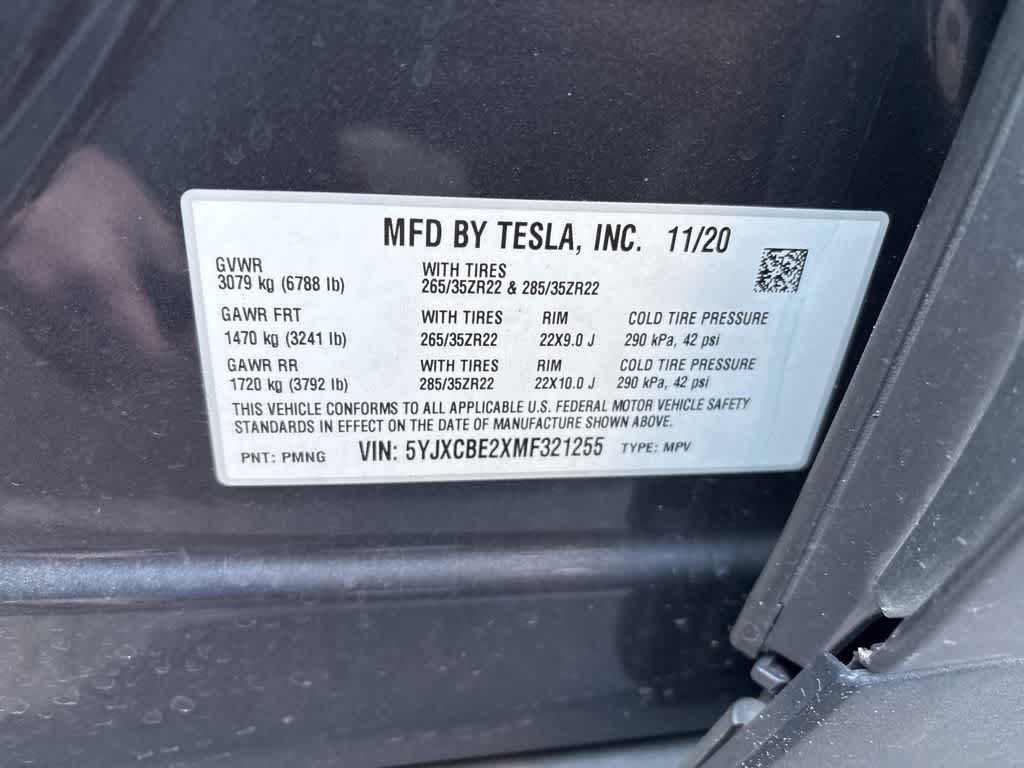 MFD BY TESLA, INC. 11/20
GVWR WITH TIRES
3079 kg (6788 lb) 265/35ZR22 & 285/35ZR22
GAWR FRT WITH TIRES RIM COLD TIRE PRESSURE
1470 kg (3241 lb) 265/35ZR22 22X9.0 J 290 kPa, 42 psi
GAWR RR WITH TIRES RIM COLD TIRE PRESSURE
1720 kg (3792 lb) 285/35ZR22 22X10.0 J 290 kPa, 42 psi
THIS VEHICLE CONFORMS TO ALL APPLICABLE U.S. FEDERAL MOTOR VEHICLE SAFETY
STANDARDS IN EFFECT ON THE DATE OF MANUFACTURE SHOWN ABOVE.
PNT: PMNG VIN: 5YJXCBE2XMF321255 TYPE: MPV